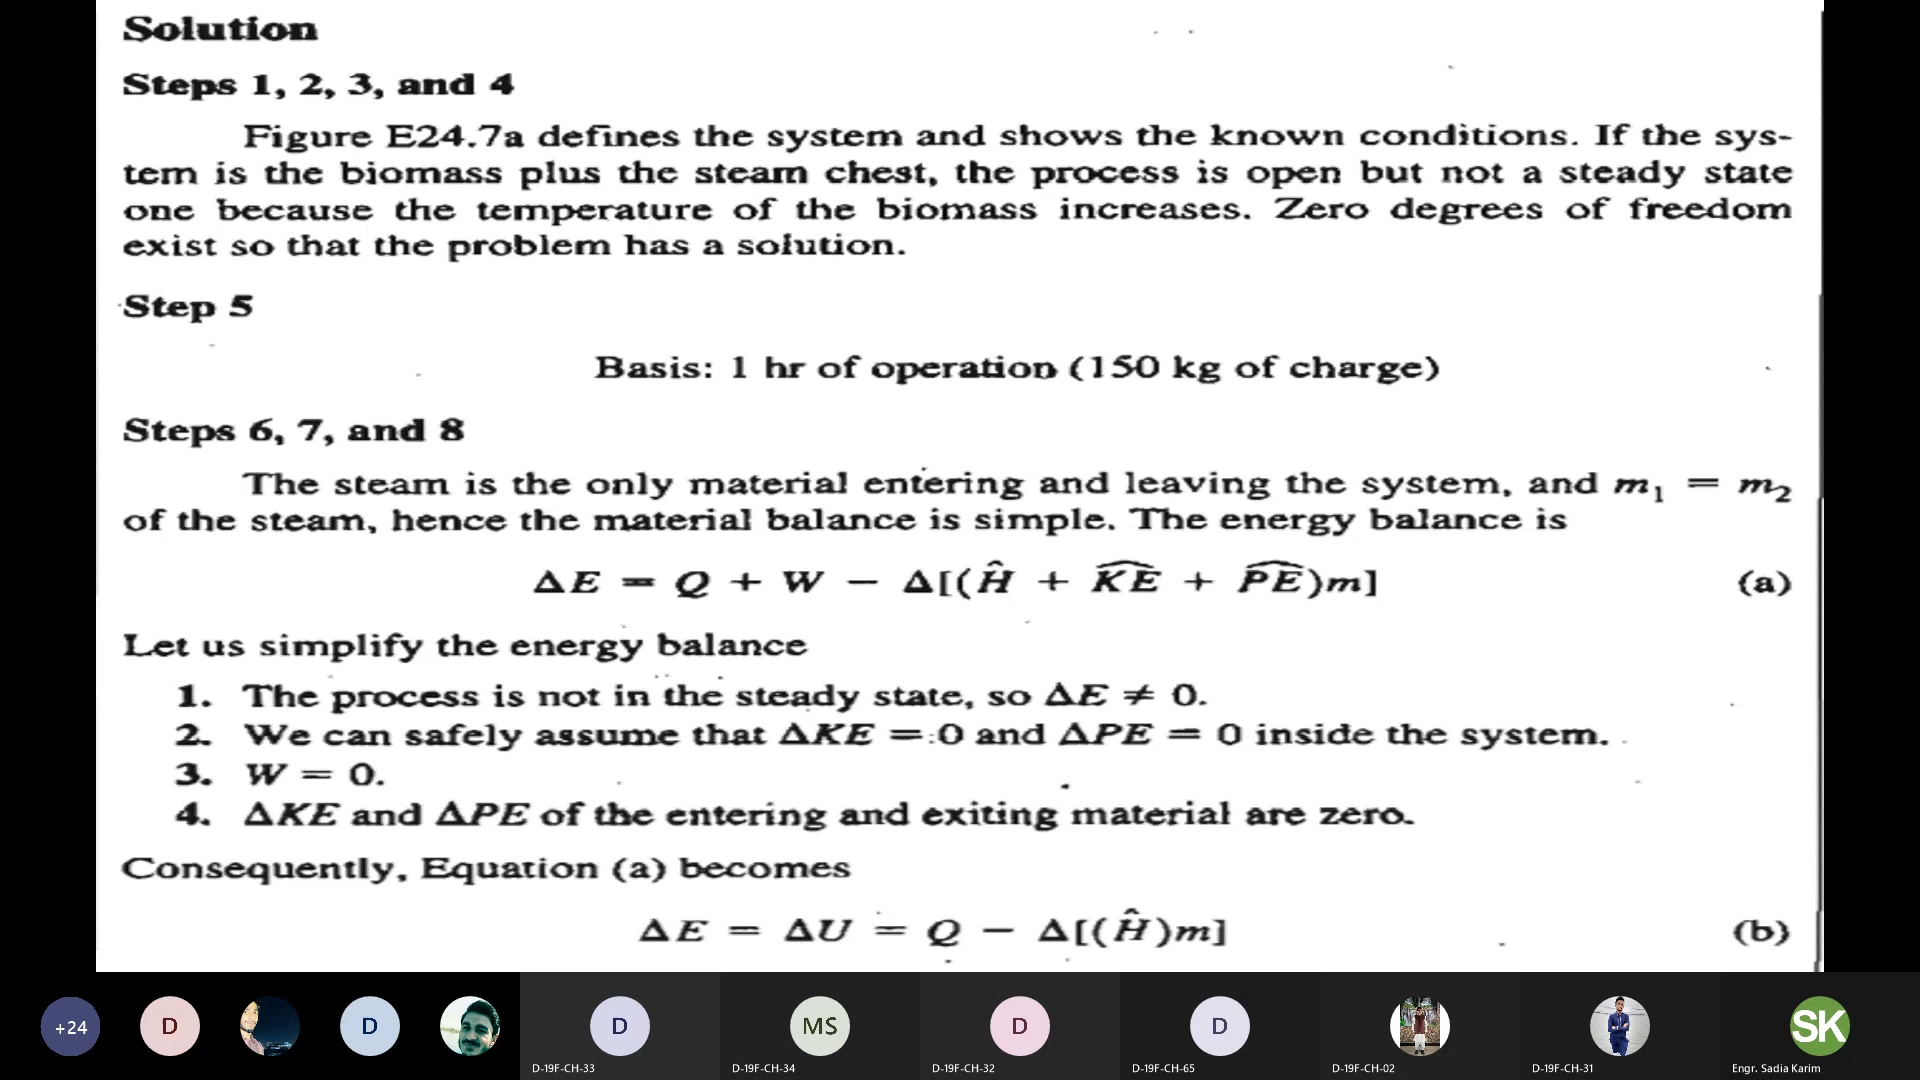 Solution
Steps 1, 2, 3, and 4
Figure E24.7a defines the system and shows the known conditions. If the sys-
tem is the biomass plus the steam chest, the process is open but not a steady state
one because the temperature of the biomass increases. Zero degrees of freedom
exist so that the problem has a solution.
Step 5
Basis: 1 hr of operation (150 kg of charge)
Steps 6, 7, and 8
The steam is the only material entering and leaving the system, and m₁ = m₂
of the steam, hence the material balance is simple. The energy balance is
ΔE = Q + W − Δ[(Ĥ + K͡E + P͡E)m] (a)
Let us simplify the energy balance
1. The process is not in the steady state, so ΔE ≠ 0.
2. We can safely assume that ΔKE = 0 and ΔPE = 0 inside the system.
3. W = 0.
4. ΔKE and ΔPE of the entering and exiting material are zero.
Consequently, Equation (a) becomes
ΔE = ΔU = Q − Δ[(Ĥ)m] (b)
+24 D D D MS D D SK
D-19F-CH-33 D-19F-CH-34 D-19F-CH-32 D-19F-CH-65 D-19F-CH-02 D-19F-CH-31 Engr. Sadia Karim